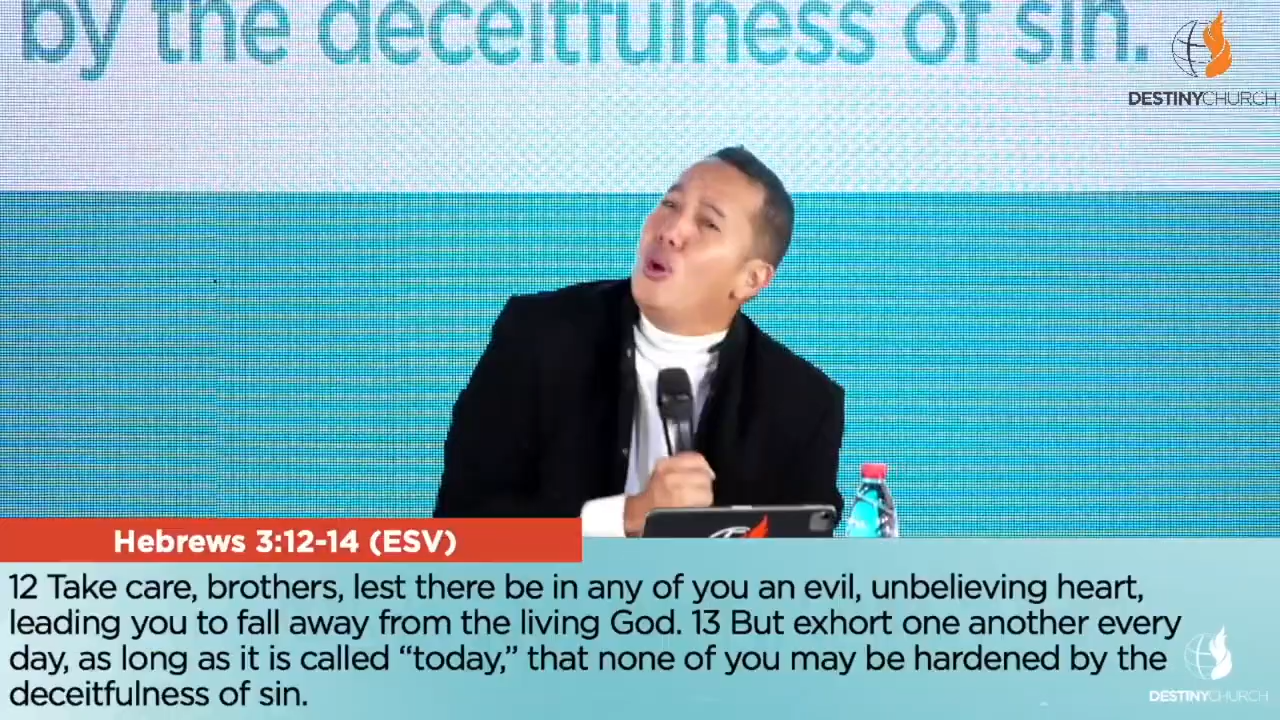 by the deceitfulness of sin.
DESTINYCHURCH
Hebrews 3:12-14 (ESV)
12 Take care, brothers, lest there be in any of you an evil, unbelieving heart,
leading you to fall away from the living God. 13 But exhort one another every
day, as long as it is called “today,” that none of you may be hardened by the
deceitfulness of sin.
DESTINYCHURCH